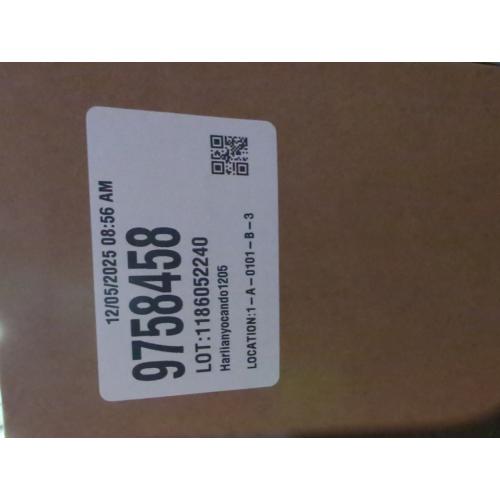 12/05/2025 08:56 AM
9758458
LOT:1186052240
Harlianyocando1205
LOCATION:1-A-0101-B-3